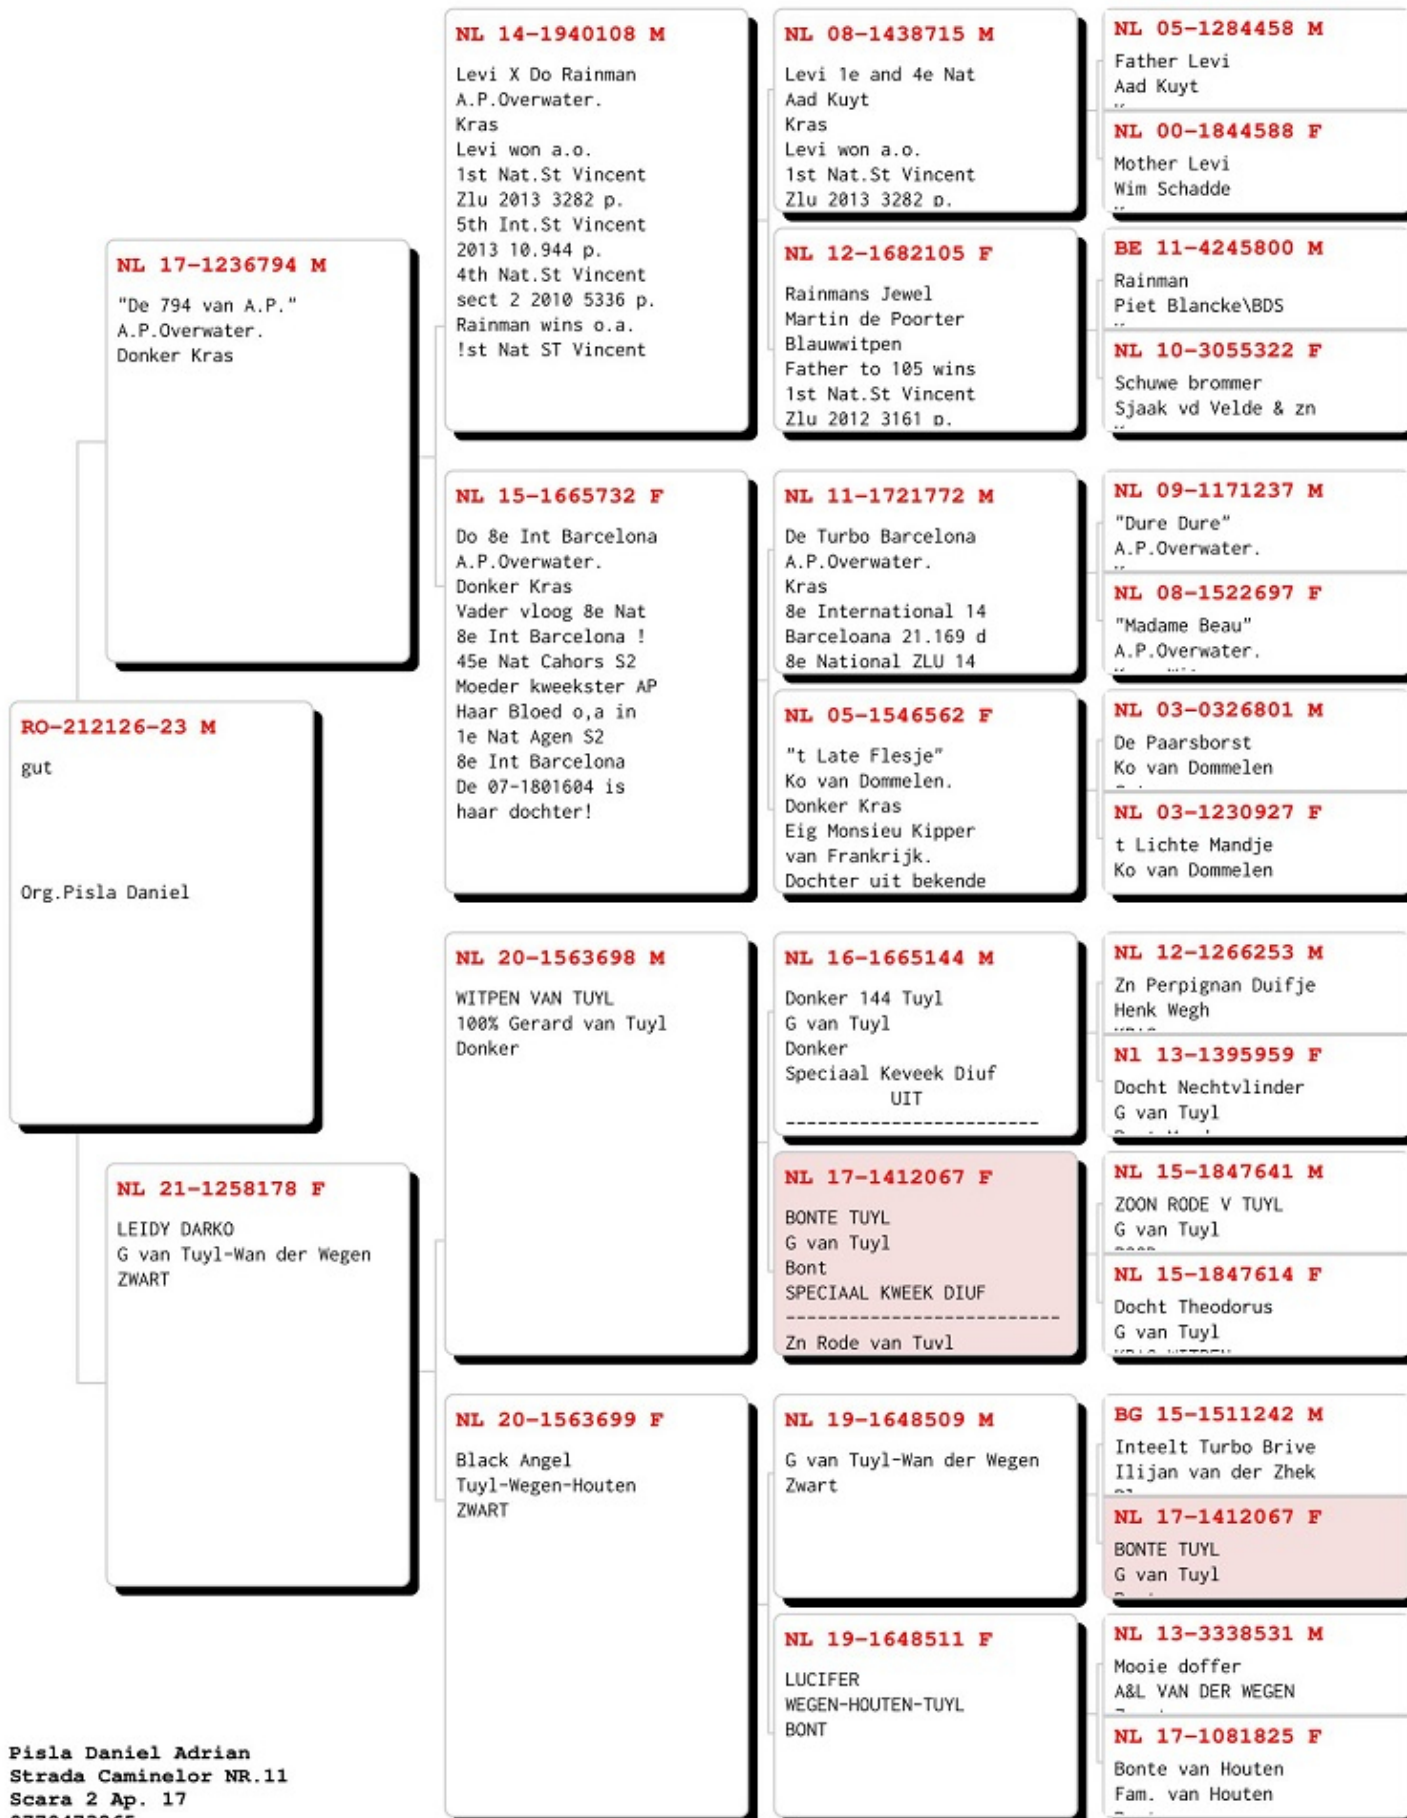 NL 14-1940108 M
Levi X Do Rainman
A.P.Overwater.
Kras
Levi won a.o.
1st Nat.St Vincent
Zlu 2013 3282 p.
5th Int.St Vincent
2013 10.944 p.
4th Nat.St Vincent
sect 2 2010 5336 p.
Rainman wins o.a.
!st Nat ST Vincent
NL 08-1438715 M
Levi 1e and 4e Nat
Aad Kuyt
Kras
Levi won a.o.
1st Nat.St Vincent
Zlu 2013 3282 p.
NL 05-1284458 M
Father Levi
Aad Kuyt
NL 00-1844588 F
Mother Levi
Wim Schadde
NL 12-1682105 F
Rainmans Jewel
Martin de Poorter
Blauwwitpen
Father to 105 wins
1st Nat.St Vincent
Zlu 2012 3161 p.
BE 11-4245800 M
Rainman
Piet Blancke\BDS
NL 10-3055322 F
Schuwe brommer
Sjaak vd Velde & zn
NL 17-1236794 M
"De 794 van A.P."
A.P.Overwater.
Donker Kras
NL 15-1665732 F
Do 8e Int Barcelona
A.P.Overwater.
Donker Kras
Vader vloog 8e Nat
8e Int Barcelona !
45e Nat Cahors S2
Moeder kweekster AP
Haar Bloed o,a in
1e Nat Agen S2
8e Int Barcelona
De 07-1801604 is
haar dochter!
NL 11-1721772 M
De Turbo Barcelona
A.P.Overwater.
Kras
8e International 14
Barceloana 21.169 d
8e National ZLU 14
NL 09-1171237 M
"Dure Dure"
A.P.Overwater.
NL 08-1522697 F
"Madame Beau"
A.P.Overwater.
NL 05-1546562 F
"t Late Flesje"
Ko van Dommelen.
Donker Kras
Eig Monsieu Kipper
van Frankrijk.
Dochter uit bekende
NL 03-0326801 M
De Paarsborst
Ko van Dommelen
NL 03-1230927 F
t Lichte Mandje
Ko van Dommelen
RO-212126-23 M
gut
Org.Pisla Daniel
NL 20-1563698 M
WITPEN VAN TUYL
100% Gerard van Tuyl
Donker
NL 16-1665144 M
Donker 144 Tuyl
G van Tuyl
Donker
Speciaal Keveek Diuf
UIT
------------------------
NL 12-1266253 M
Zn Perpignan Duifje
Henk Wegh
Nl 13-1395959 F
Docht Nechtvlinder
G van Tuyl
NL 17-1412067 F
BONTE TUYL
G van Tuyl
Bont
SPECIAAL KWEEK DIUF
--------------------------
Zn Rode van Tuyl
NL 15-1847641 M
ZOON RODE V TUYL
G van Tuyl
NL 15-1847614 F
Docht Theodorus
G van Tuyl
NL 21-1258178 F
LEIDY DARKO
G van Tuyl-Wan der Wegen
ZWART
NL 20-1563699 F
Black Angel
Tuyl-Wegen-Houten
ZWART
NL 19-1648509 M
G van Tuyl-Wan der Wegen
Zwart
BG 15-1511242 M
Inteelt Turbo Brive
Ilijan van der Zhek
NL 17-1412067 F
BONTE TUYL
G van Tuyl
NL 19-1648511 F
LUCIFER
WEGEN-HOUTEN-TUYL
BONT
NL 13-3338531 M
Mooie doffer
A&L VAN DER WEGEN
NL 17-1081825 F
Bonte van Houten
Fam. van Houten
Pisla Daniel Adrian
Strada Caminelor NR.11
Scara 2 Ap. 17